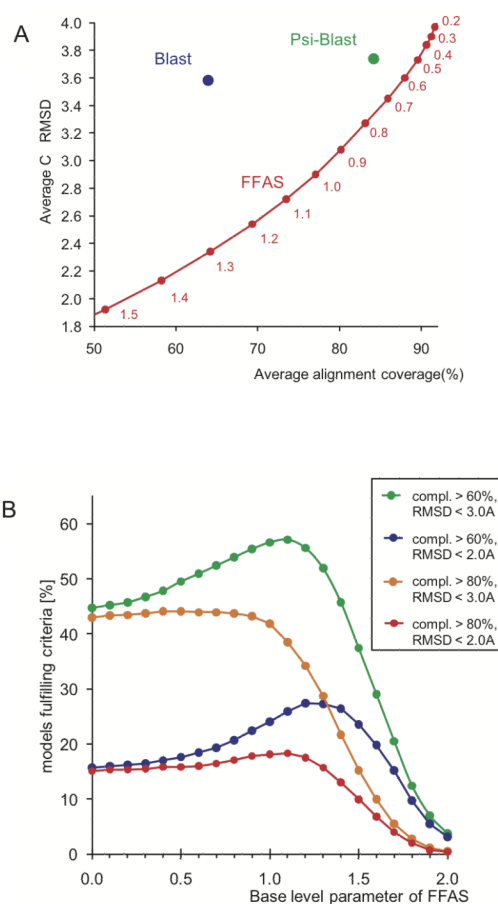 A
4.0
3.8
3.6
3.4
3.2
3.0
2.8
2.6
2.4
2.2
2.0
1.8
Average C RMSD
Blast
Psi-Blast
FFAS
0.2
0.3
0.4
0.5
0.6
0.7
0.8
0.9
1.0
1.1
1.2
1.3
1.4
1.5
50
60
70
80
90
Average alignment coverage(%)
B
compl. > 60%,
RMSD < 3.0A
compl. > 60%,
RMSD < 2.0A
compl. > 80%,
RMSD < 3.0A
compl. > 80%,
RMSD < 2.0A
60
50
40
30
20
10
0
models fulfilling criteria [%]
0.0
0.5
1.0
1.5
2.0
Base level parameter of FFAS